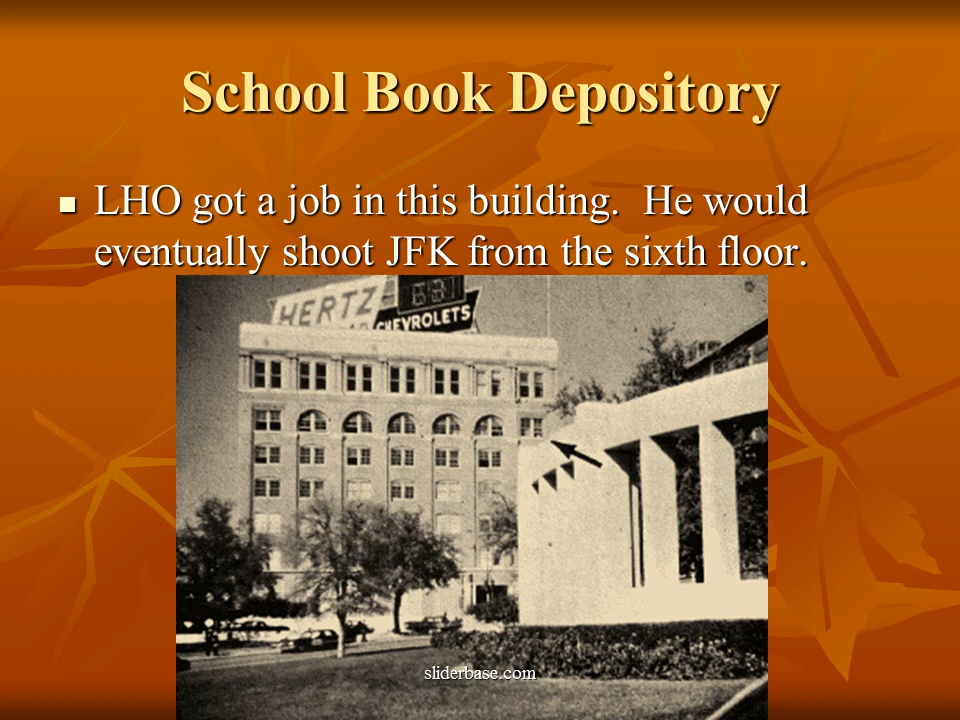 School Book Depository
LHO got a job in this building. He would
eventually shoot JFK from the sixth floor.
HERTZ
CHEVROLETS
sliderbase.com